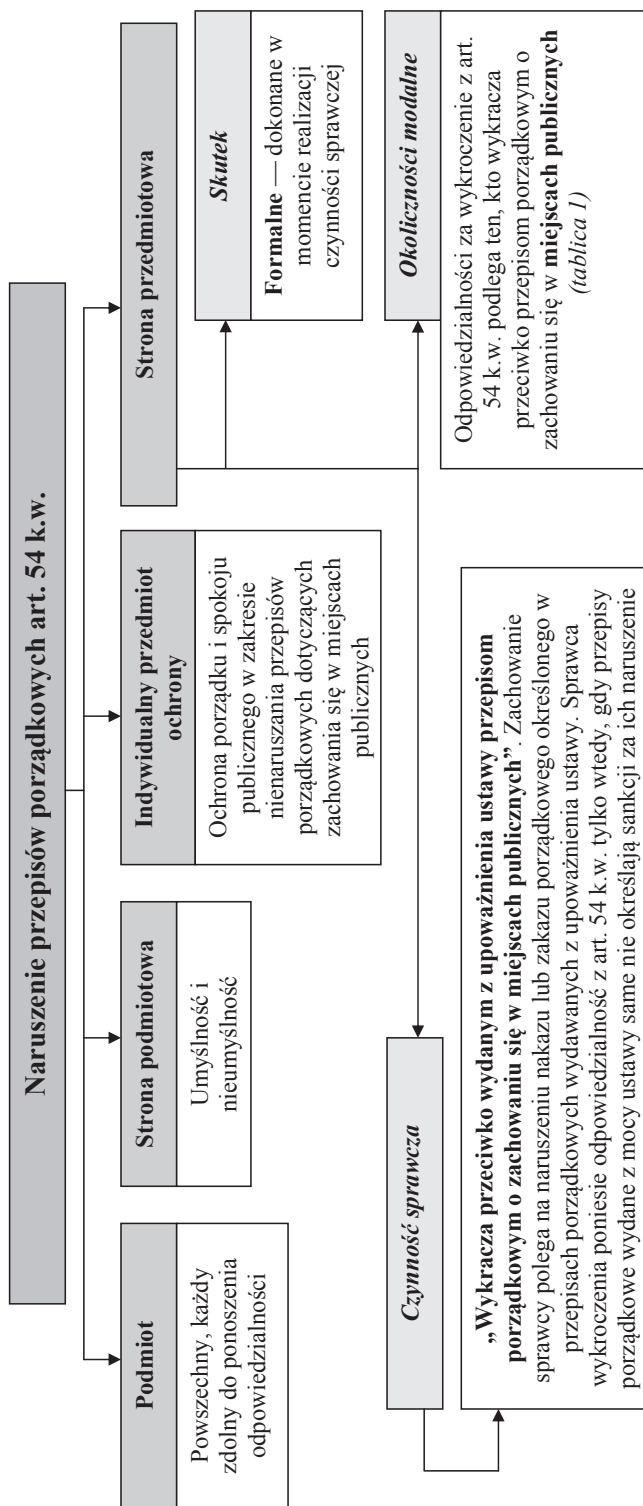 Naruszenie przepisów porządkowych art. 54 k.w.
Podmiot
Powszechny, każdy
zdolny do ponoszenia
odpowiedzialności
Strona podmiotowa
Umyślność i
nieumyślność
Indywidualny przedmiot
ochrony
Ochrona porządku i spokoju
publicznego w zakresie
nienaruszania przepisów
porządkowych dotyczących
zachowania się w miejscach
publicznych
Strona przedmiotowa
Skutek
Formalne — dokonane w
momencie realizacji
czynności sprawczej
Czynność sprawcza
„Wykracza przeciwko wydanym z upoważnienia ustawy przepisom
porządkowym o zachowaniu się w miejscach publicznych”. Zachowanie
sprawcy polega na naruszeniu nakazu lub zakazu porządkowego określonego w
przepisach porządkowych wydawanych z upoważnienia ustawy. Sprawca
wykroczenia poniesie odpowiedzialność z art. 54 k.w. tylko wtedy, gdy przepisy
porządkowe wydane z mocy ustawy same nie określają sankcji za ich naruszenie
Okoliczności modalne
Odpowiedzialności za wykroczenie z art.
54 k.w. podlega ten, kto wykracza
przeciwko przepisom porządkowym o
zachowaniu się w miejscach publicznych
(tablica 1)